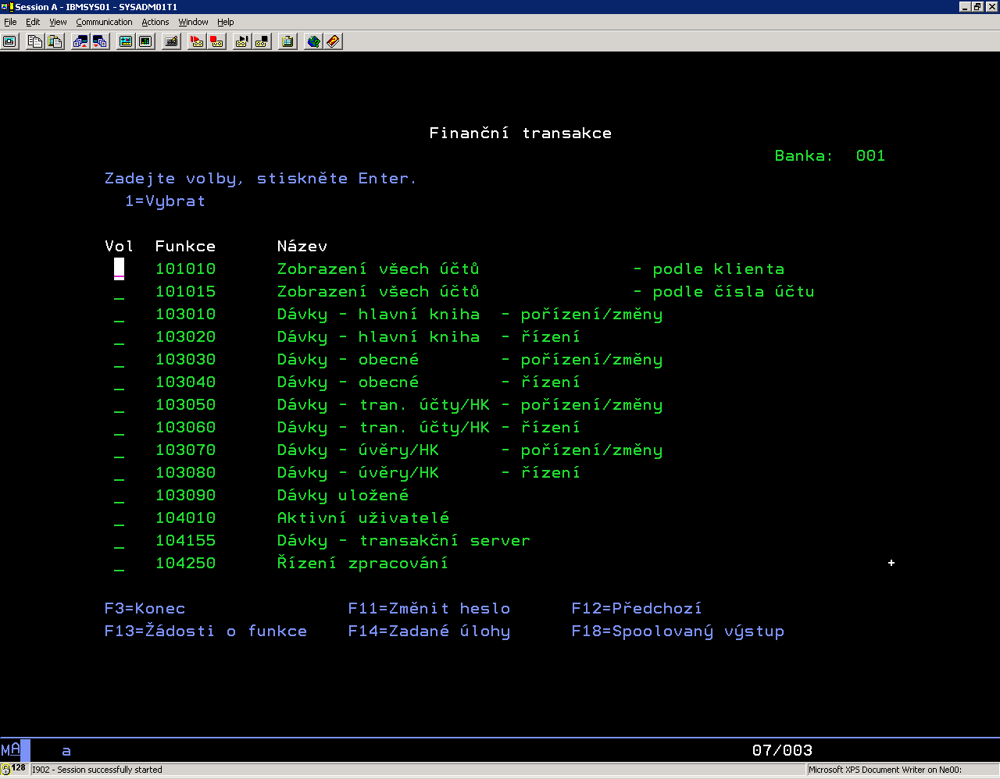 Session A - IBMSYS01 - SYSADM01T1
File Edit View Communication Actions Window Help
Finanční transakce
Banka: 001
Zadejte volby, stiskněte Enter.
1=Vybrat
Vol Funkce Název
_ 101010 Zobrazení všech účtů - podle klienta
_ 101015 Zobrazení všech účtů - podle čísla účtu
_ 103010 Dávky - hlavní kniha - pořízení/změny
_ 103020 Dávky - hlavní kniha - řízení
_ 103030 Dávky - obecné - pořízení/změny
_ 103040 Dávky - obecné - řízení
_ 103050 Dávky - tran. účty/HK - pořízení/změny
_ 103060 Dávky - tran. účty/HK - řízení
_ 103070 Dávky - úvěry/HK - pořízení/změny
_ 103080 Dávky - úvěry/HK - řízení
_ 103090 Dávky uložené
_ 104010 Aktivní uživatelé
_ 104155 Dávky - transakční server
_ 104250 Řízení zpracování +
F3=Konec F11=Změnit heslo F12=Předchozí
F13=Žádosti o funkce F14=Zadané úlohy F18=Spoolovaný výstup
MA a 07/003
128 I902 - Session successfully started Microsoft XPS Document Writer on Ne00: